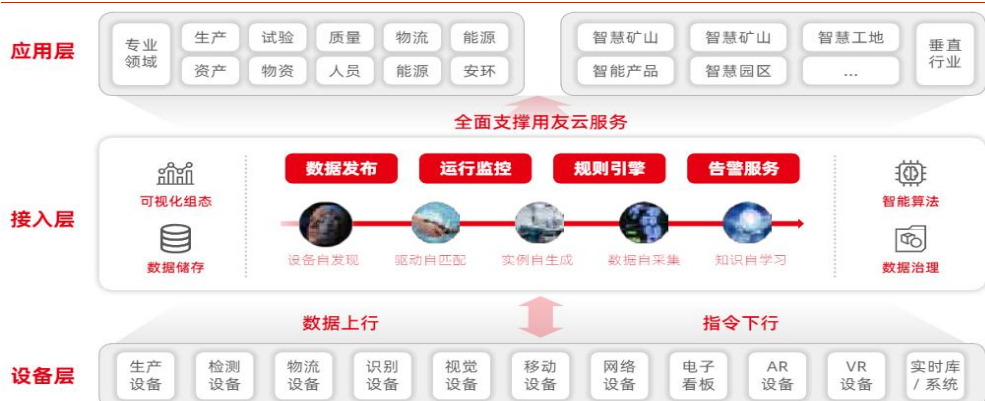 应用层
专业
领域
生产 试验 质量 物流 能源
资产 物资 人员 能源 安环
智慧矿山 智慧矿山 智慧工地
智能产品 智慧园区 ...
垂直
行业
全面支撑用友云服务
接入层
可视化组态
数据储存
数据发布 运行监控 规则引擎 告警服务
设备自发现 驱动自匹配 实例自生成 数据自采集 知识自学习
智能算法
数据治理
数据上行 指令下行
设备层
生产
设备
检测
设备
物流
设备
识别
设备
视觉
设备
移动
设备
网络
设备
电子
看板
AR
设备
VR
设备
实时库
/ 系统